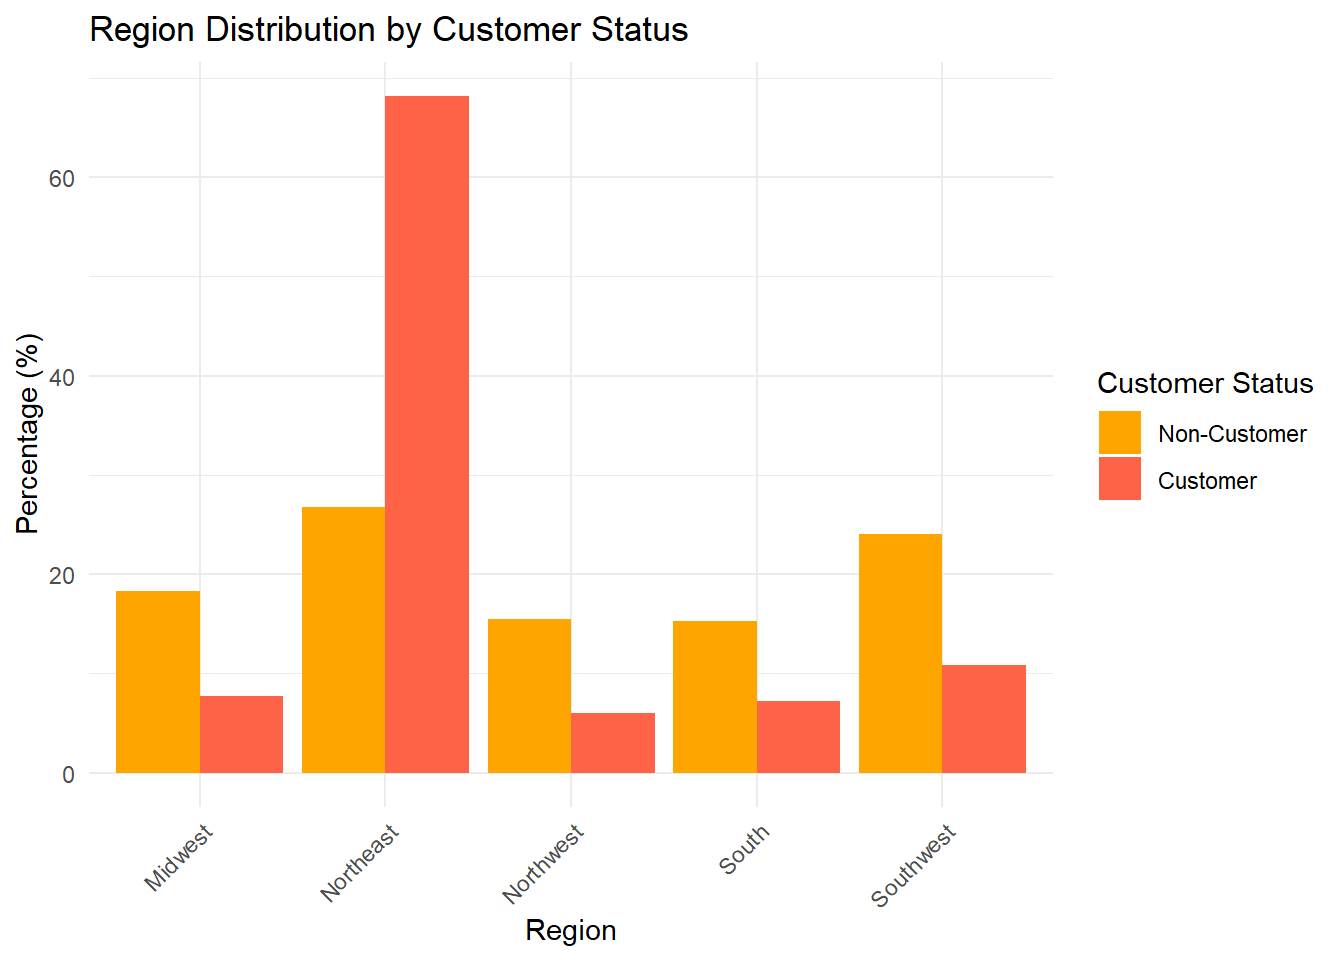 Region Distribution by Customer Status
Percentage (%)
60
40
20
0
Midwest
Northeast
Northwest
South
Southwest
Region
Customer Status
Non-Customer
Customer